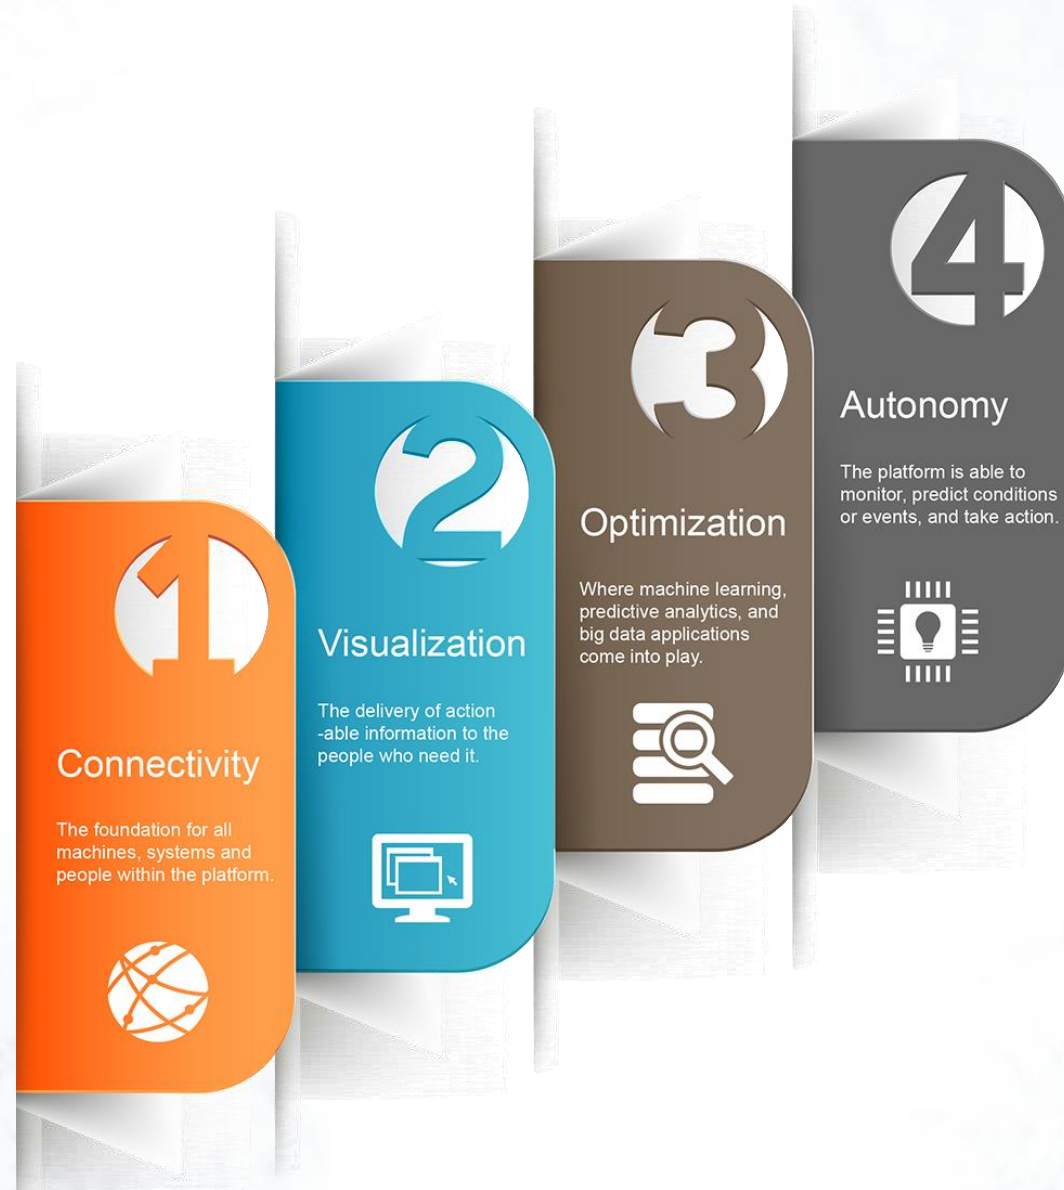 1
Connectivity
The foundation for all
machines, systems and
people within the platform.
2
Visualization
The delivery of action
-able information to the
people who need it.
3
Optimization
Where machine learning,
predictive analytics, and
big data applications
come into play.
4
Autonomy
The platform is able to
monitor, predict conditions
or events, and take action.